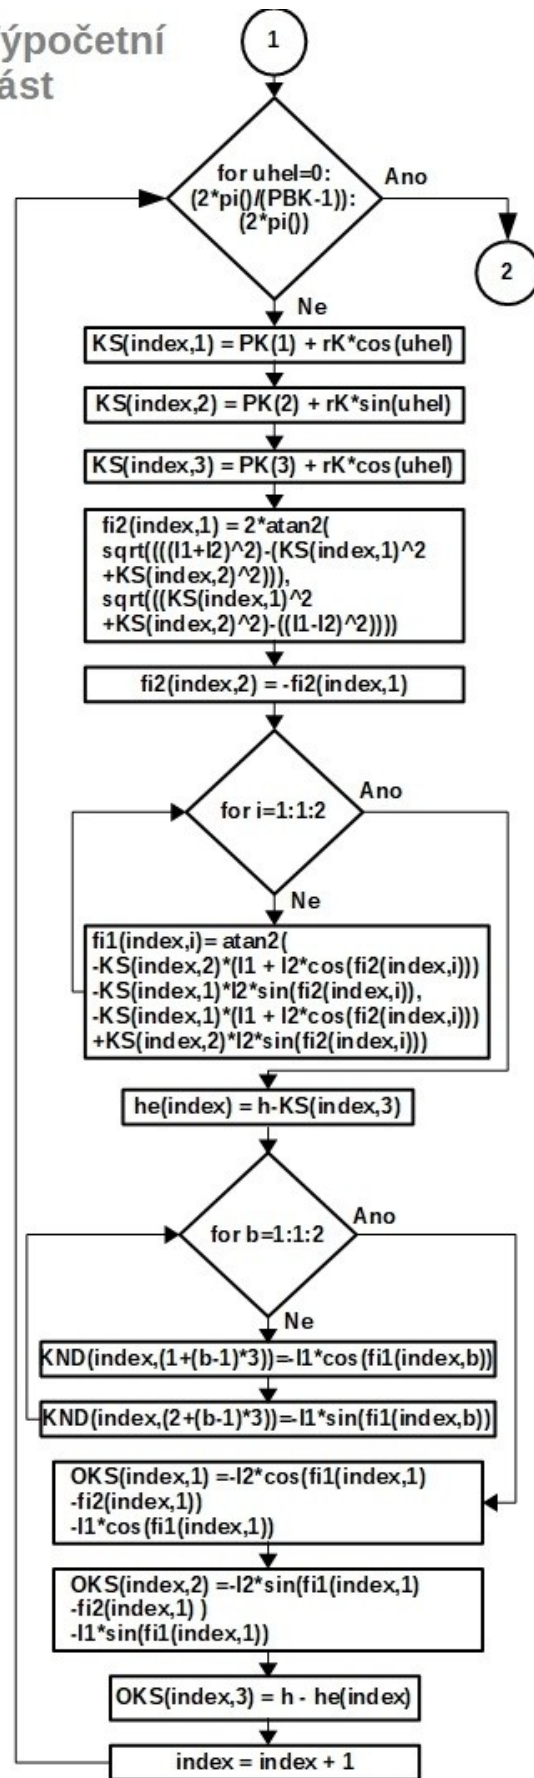 ýpočetní
ást
1
for uhel=0:
(2*pi()/(PBK-1)):
(2*pi())
Ano
2
Ne
KS(index,1) = PK(1) + rK*cos(uhel)
KS(index,2) = PK(2) + rK*sin(uhel)
KS(index,3) = PK(3) + rK*cos(uhel)
fi2(index,1) = 2*atan2(
sqrt((((l1+l2)^2)-(KS(index,1)^2
+KS(index,2)^2))),
sqrt(((KS(index,1)^2
+KS(index,2)^2)-((l1-l2)^2))))
fi2(index,2) = -fi2(index,1)
for i=1:1:2
Ano
Ne
fi1(index,i)= atan2(
-KS(index,2)*(l1 + l2*cos(fi2(index,i)))
-KS(index,1)*l2*sin(fi2(index,i)),
-KS(index,1)*(l1 + l2*cos(fi2(index,i)))
+KS(index,2)*l2*sin(fi2(index,i)))
he(index) = h-KS(index,3)
for b=1:1:2
Ano
Ne
KND(index,(1+(b-1)*3))=-l1*cos(fi1(index,b))
KND(index,(2+(b-1)*3))=-l1*sin(fi1(index,b))
OKS(index,1) =-l2*cos(fi1(index,1)
-fi2(index,1))
-l1*cos(fi1(index,1))
OKS(index,2) =-l2*sin(fi1(index,1)
-fi2(index,1) )
-l1*sin(fi1(index,1))
OKS(index,3) = h - he(index)
index = index + 1